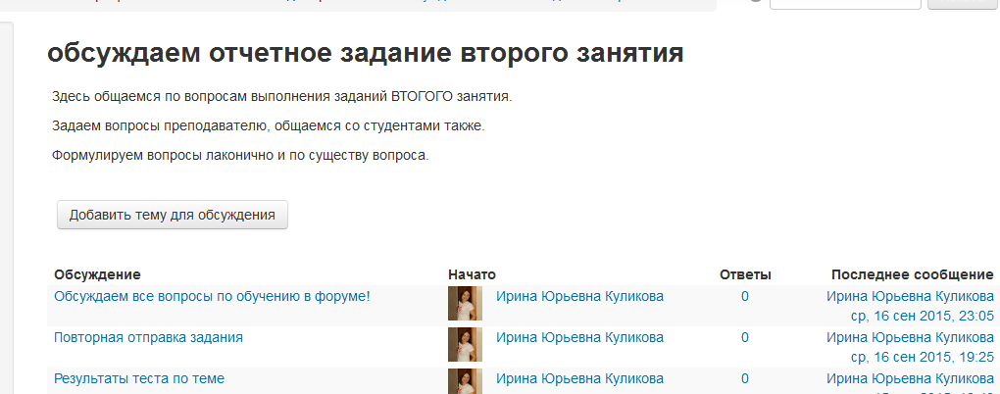 обсуждаем отчетное задание второго занятия
Здесь общаемся по вопросам выполнения заданий ВТОГОГО занятия.
Задаем вопросы преподавателю, общаемся со студентами также.
Формулируем вопросы лаконично и по существу вопроса.
Добавить тему для обсуждения
Обсуждение Начато Ответы Последнее сообщение
Обсуждаем все вопросы по обучению в форуме! Ирина Юрьевна Куликова 0 Ирина Юрьевна Куликова
ср, 16 сен 2015, 23:05
Повторная отправка задания Ирина Юрьевна Куликова 0 Ирина Юрьевна Куликова
ср, 16 сен 2015, 19:25
Результаты теста по теме Ирина Юрьевна Куликова 0 Ирина Юрьевна Куликова